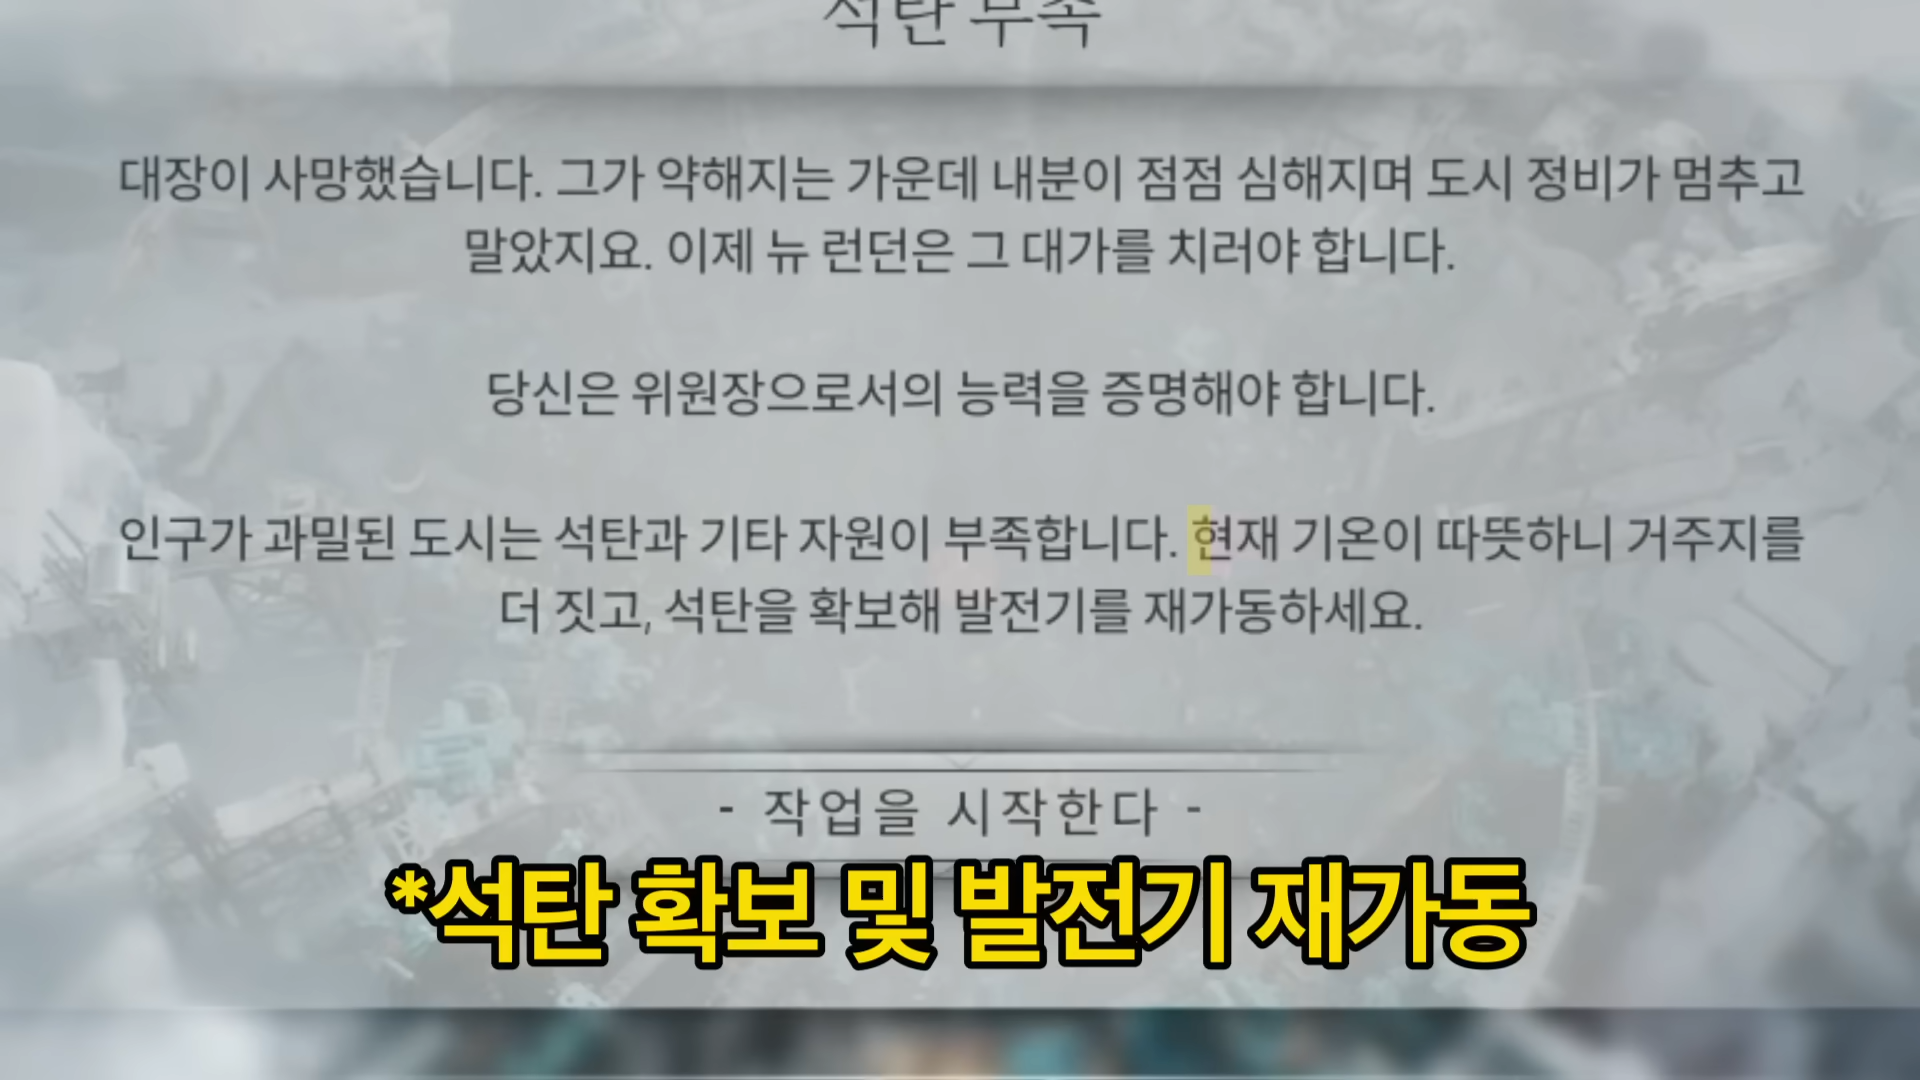 석탄 부족
대장이 사망했습니다. 그가 약해지는 가운데 내분이 점점 심해지며 도시 정비가 멈추고
말았지요. 이제 뉴 런던은 그 대가를 치러야 합니다.
당신은 위원장으로서의 능력을 증명해야 합니다.
인구가 과밀된 도시는 석탄과 기타 자원이 부족합니다. 현재 기온이 따뜻하니 거주지를
더 짓고, 석탄을 확보해 발전기를 재가동하세요.
- 작업을 시작한다 -
*석탄 확보 및 발전기 재가동